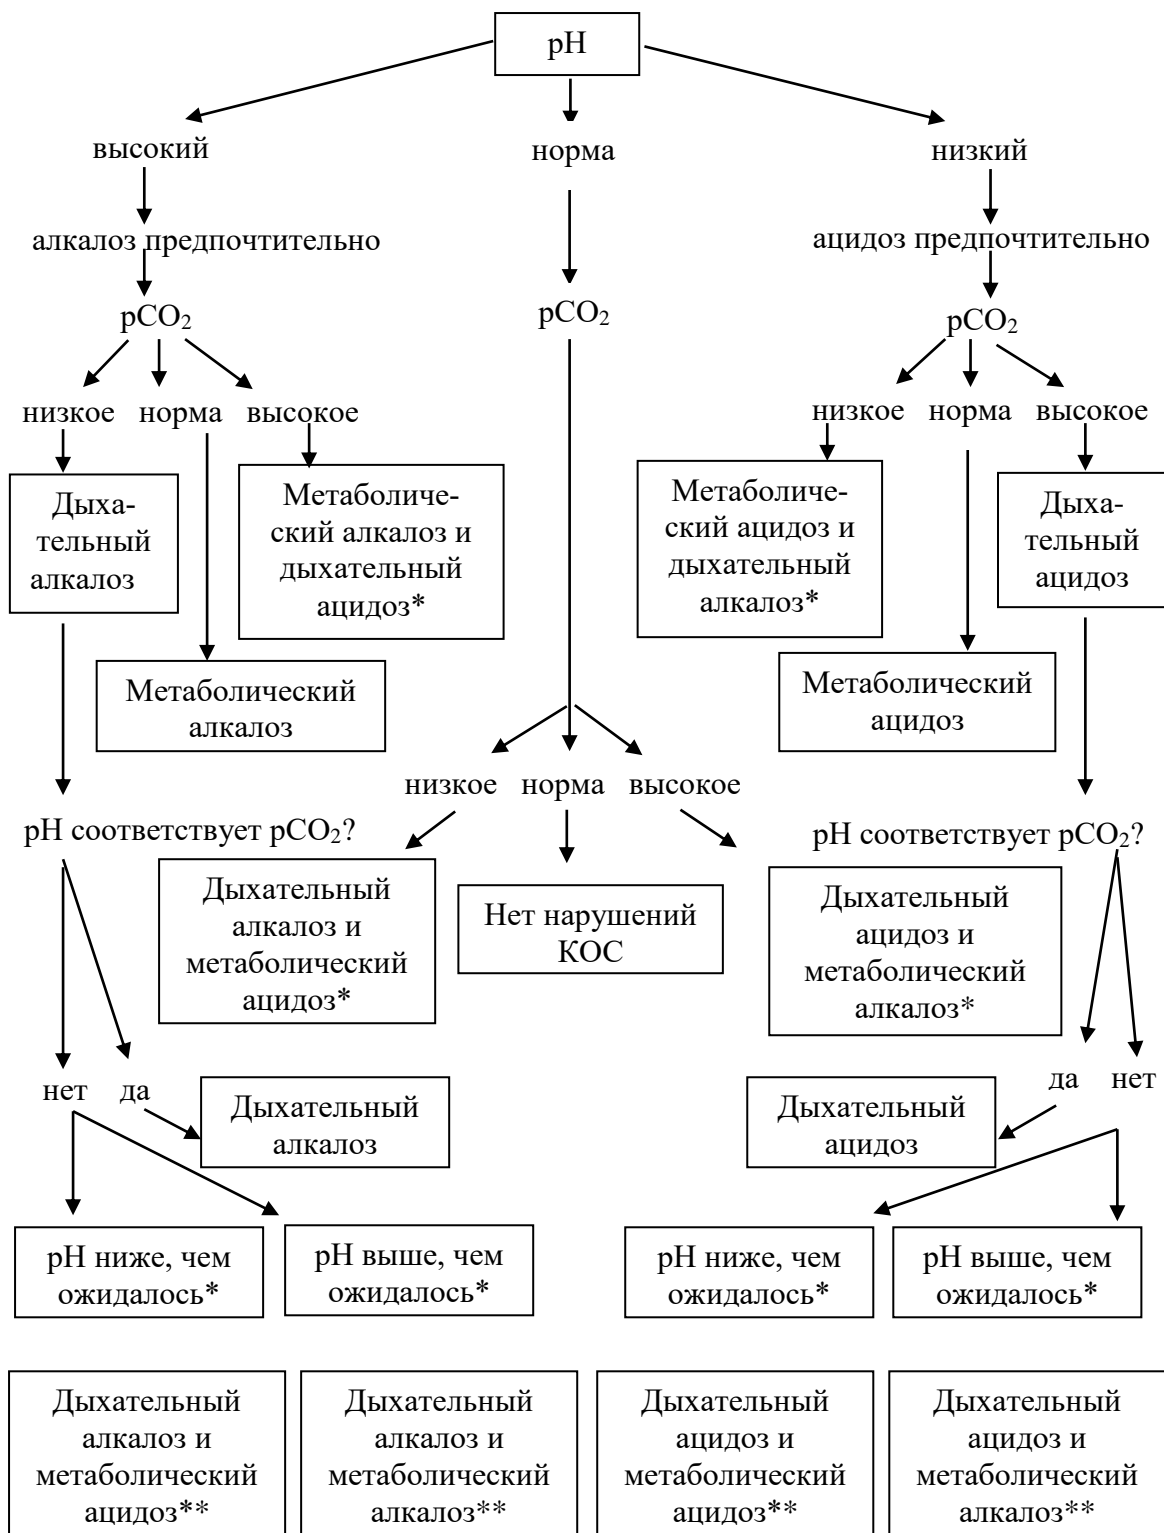 pH
высокий
норма
низкий
алкалоз предпочтительно
ацидоз предпочтительно
pCO₂
pCO₂
pCO₂
низкое
норма
высокое
низкое
норма
высокое
Дыха-
тельный
алкалоз
Метаболиче-
ский алкалоз и
дыхательный
ацидоз*
Метаболиче-
ский ацидоз и
дыхательный
алкалоз*
Дыха-
тельный
ацидоз
Метаболический
алкалоз
Метаболический
ацидоз
низкое
норма
высокое
pH соответствует pCO₂?
pH соответствует pCO₂?
Дыхательный
алкалоз и
метаболический
ацидоз*
Нет нарушений
КОС
Дыхательный
ацидоз и
метаболический
алкалоз*
нет
да
да
нет
Дыхательный
алкалоз
Дыхательный
ацидоз
pH ниже, чем
ожидалось*
pH выше, чем
ожидалось*
pH ниже, чем
ожидалось*
pH выше, чем
ожидалось*
Дыхательный
алкалоз и
метаболический
ацидоз**
Дыхательный
алкалоз и
метаболический
алкалоз**
Дыхательный
ацидоз и
метаболический
ацидоз**
Дыхательный
ацидоз и
метаболический
алкалоз**